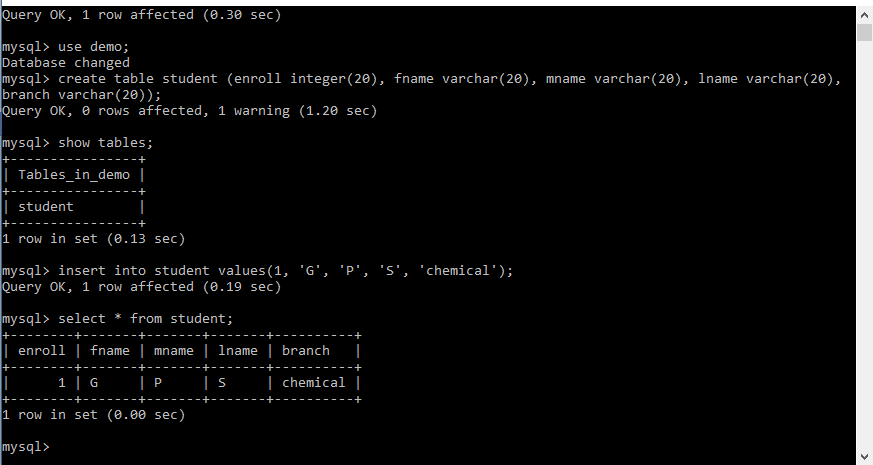 Query OK, 1 row affected (0.30 sec)
mysql> use demo;
Database changed
mysql> create table student (enroll integer(20), fname varchar(20), mname varchar(20), lname varchar(20),
branch varchar(20));
Query OK, 0 rows affected, 1 warning (1.20 sec)
mysql> show tables;
+----------------+
| Tables_in_demo |
+----------------+
| student        |
+----------------+
1 row in set (0.13 sec)
mysql> insert into student values(1, 'G', 'P', 'S', 'chemical');
Query OK, 1 row affected (0.19 sec)
mysql> select * from student;
+--------+-------+-------+-------+----------+
| enroll | fname | mname | lname | branch   |
+--------+-------+-------+-------+----------+
|      1 | G     | P     | S     | chemical |
+--------+-------+-------+-------+----------+
1 row in set (0.00 sec)
mysql>